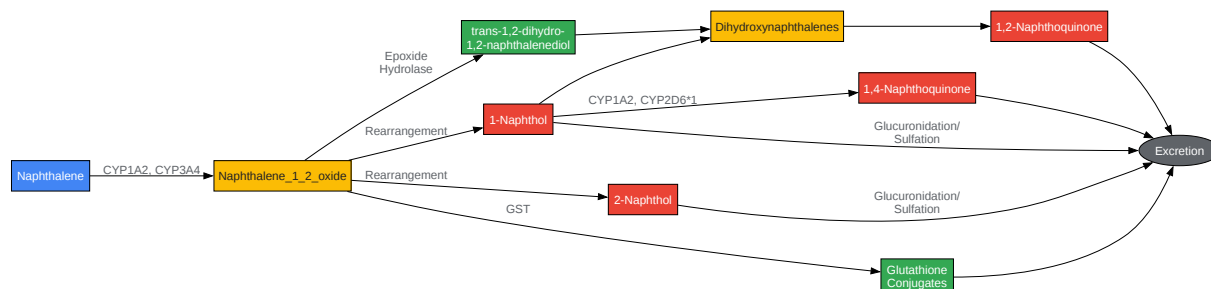 trans-1,2-dihydro-
1,2-naphthalenediol
Dihydroxynaphthalenes
1,2-Naphthoquinone
Epoxide
Hydrolase
1,4-Naphthoquinone
CYP1A2, CYP2D6*1
1-Naphthol
Rearrangement
Glucuronidation/
Sulfation
Excretion
Naphthalene
CYP1A2, CYP3A4
Naphthalene_1_2_oxide
Rearrangement
2-Naphthol
Glucuronidation/
Sulfation
GST
Glutathione
Conjugates